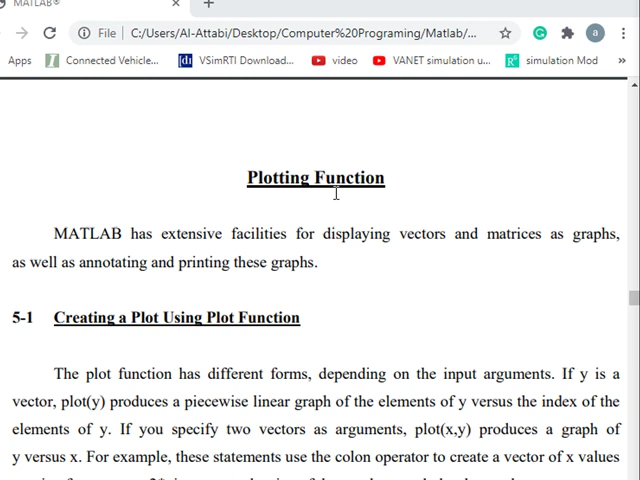 MATLAB®
File
C:/Users/Al-Attabi/Desktop/Computer%20Programing/Matlab/...
a
Apps
Connected Vehicle...
VSimRTI Download...
video
VANET simulation u...
simulation Mod
»
Plotting Function
MATLAB has extensive facilities for displaying vectors and matrices as graphs,
as well as annotating and printing these graphs.
5-1 Creating a Plot Using Plot Function
The plot function has different forms, depending on the input arguments. If y is a
vector, plot(y) produces a piecewise linear graph of the elements of y versus the index of the
elements of y. If you specify two vectors as arguments, plot(x,y) produces a graph of
y versus x. For example, these statements use the colon operator to create a vector of x values